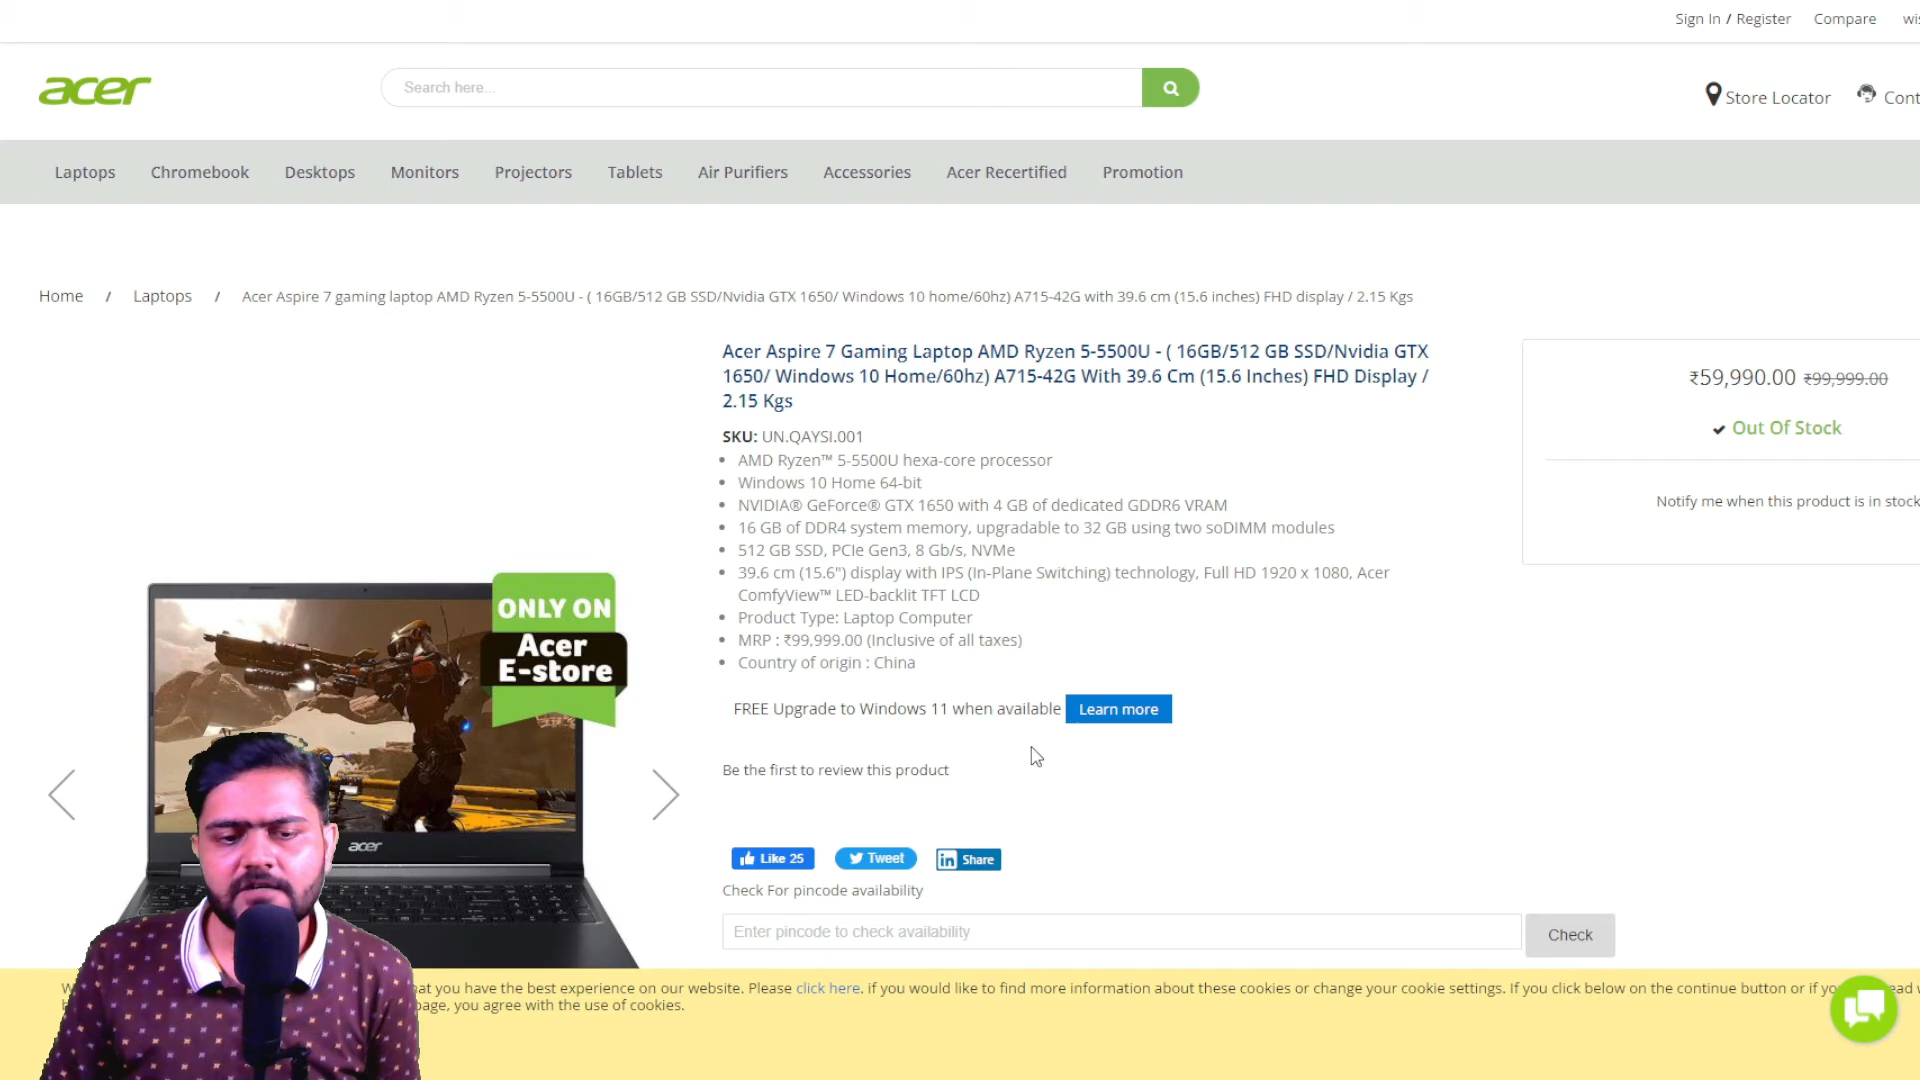 Sign In / Register Compare
acer
Search here...
Store Locator
Laptops Chromebook Desktops Monitors Projectors Tablets Air Purifiers Accessories Acer Recertified Promotion
Home / Laptops / Acer Aspire 7 gaming laptop AMD Ryzen 5-5500U - ( 16GB/512 GB SSD/Nvidia GTX 1650/ Windows 10 home/60hz) A715-42G with 39.6 cm (15.6 inches) FHD display / 2.15 Kgs
Acer Aspire 7 Gaming Laptop AMD Ryzen 5-5500U - ( 16GB/512 GB SSD/Nvidia GTX
1650/ Windows 10 Home/60hz) A715-42G With 39.6 Cm (15.6 Inches) FHD Display /
2.15 Kgs
₹59,990.00 ₹99,999.00
Out Of Stock
Notify me when this product is in stock
SKU: UN.QAYSI.001
• AMD Ryzen™ 5-5500U hexa-core processor
• Windows 10 Home 64-bit
• NVIDIA® GeForce® GTX 1650 with 4 GB of dedicated GDDR6 VRAM
• 16 GB of DDR4 system memory, upgradable to 32 GB using two soDIMM modules
• 512 GB SSD, PCIe Gen3, 8 Gb/s, NVMe
• 39.6 cm (15.6") display with IPS (In-Plane Switching) technology, Full HD 1920 x 1080, Acer
ComfyView™ LED-backlit TFT LCD
• Product Type: Laptop Computer
• MRP : ₹99,999.00 (Inclusive of all taxes)
• Country of origin : China
ONLY ON
Acer
E-store
acer
FREE Upgrade to Windows 11 when available Learn more
Be the first to review this product
Like 25 Tweet in Share
Check For pincode availability
Enter pincode to check availability
Check
that you have the best experience on our website. Please click here. if you would like to find more information about these cookies or change your cookie settings. If you click below on the continue button or if
page, you agree with the use of cookies.